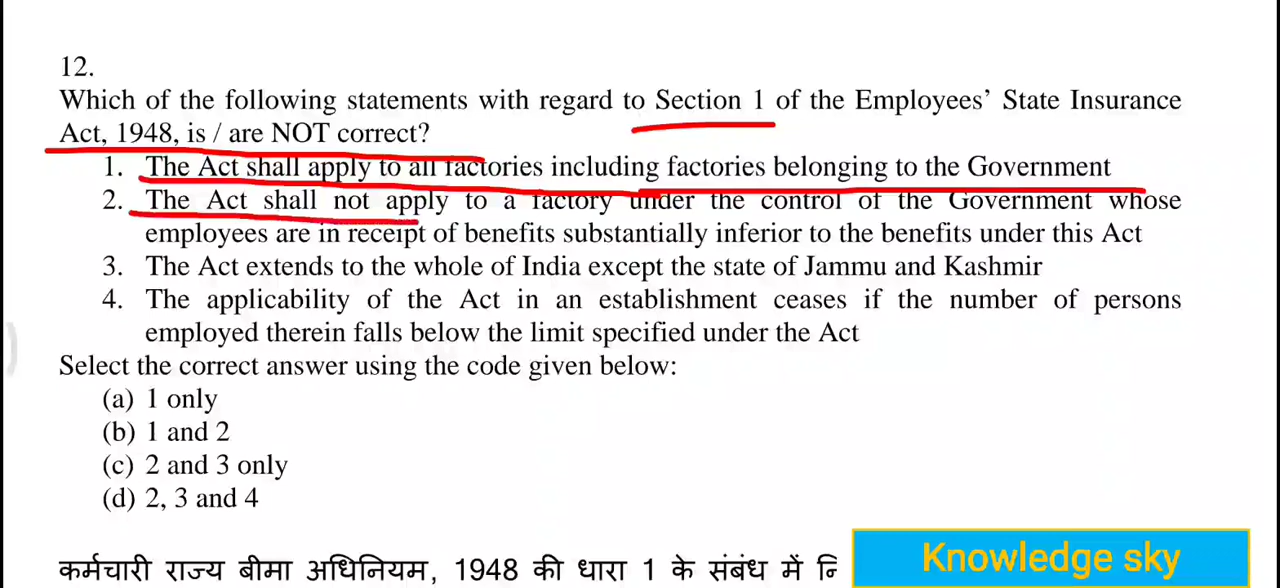 12.
Which of the following statements with regard to Section 1 of the Employees' State Insurance
Act, 1948, is / are NOT correct?
1. The Act shall apply to all factories including factories belonging to the Government
2. The Act shall not apply to a factory under the control of the Government whose
employees are in receipt of benefits substantially inferior to the benefits under this Act
3. The Act extends to the whole of India except the state of Jammu and Kashmir
4. The applicability of the Act in an establishment ceases if the number of persons
employed therein falls below the limit specified under the Act
Select the correct answer using the code given below:
(a) 1 only
(b) 1 and 2
(c) 2 and 3 only
(d) 2, 3 and 4
कर्मचारी राज्य बीमा अधिनियम, 1948 की धारा 1 के संबंध में
Knowledge sky